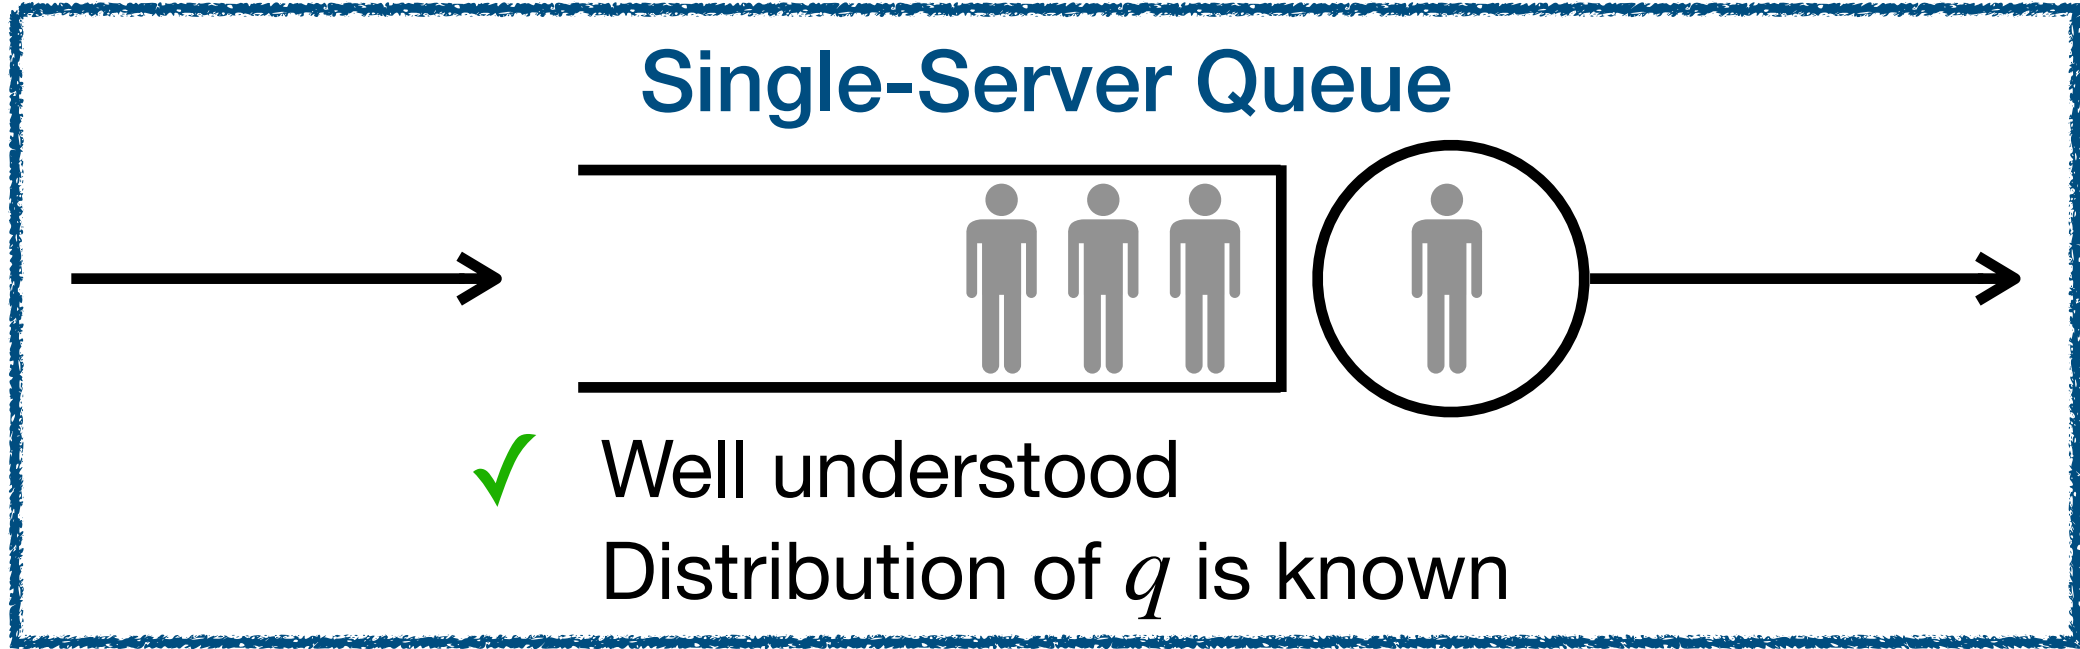 Single-Server Queue
✓ Well understood
Distribution of q is known